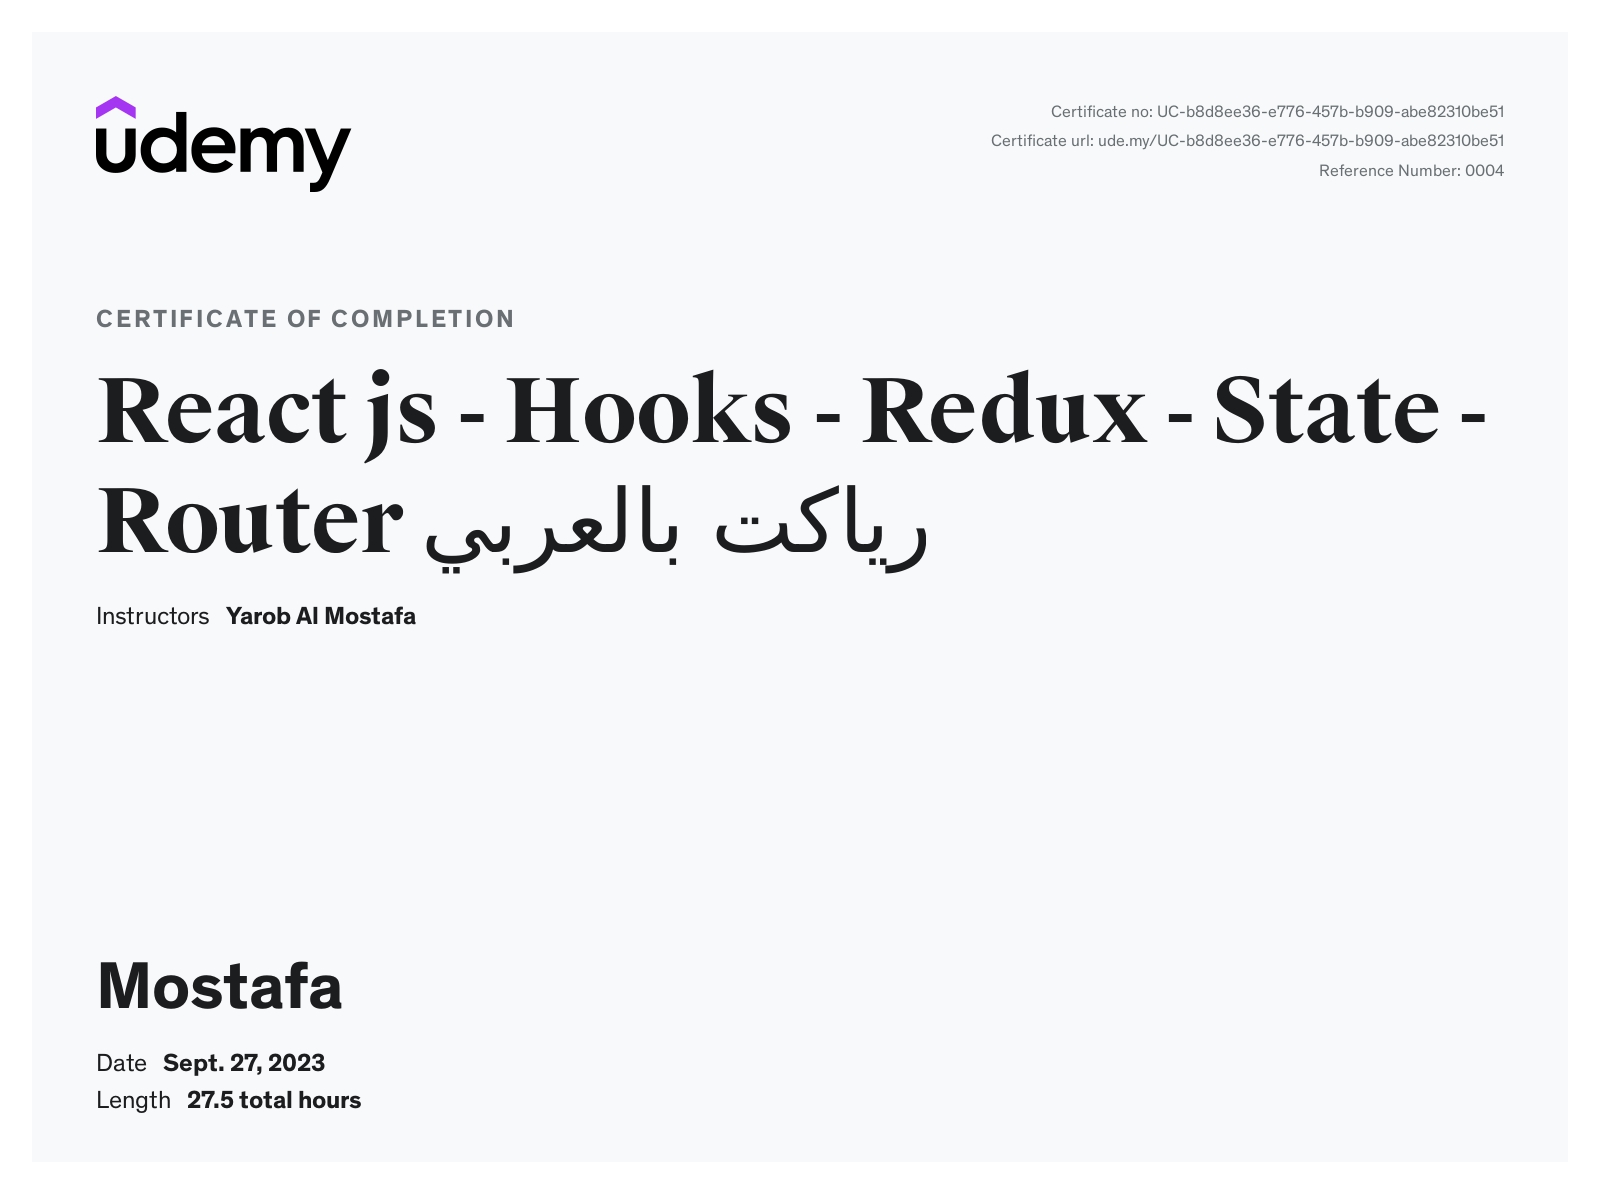 udemy
Certificate no: UC-b8d8ee36-e776-457b-b909-abe82310be51
Certificate url: ude.my/UC-b8d8ee36-e776-457b-b909-abe82310be51
Reference Number: 0004
CERTIFICATE OF COMPLETION
React js - Hooks - Redux - State -
Router رياكت بالعربي
Instructors Yarob Al Mostafa
Mostafa
Date Sept. 27, 2023
Length 27.5 total hours